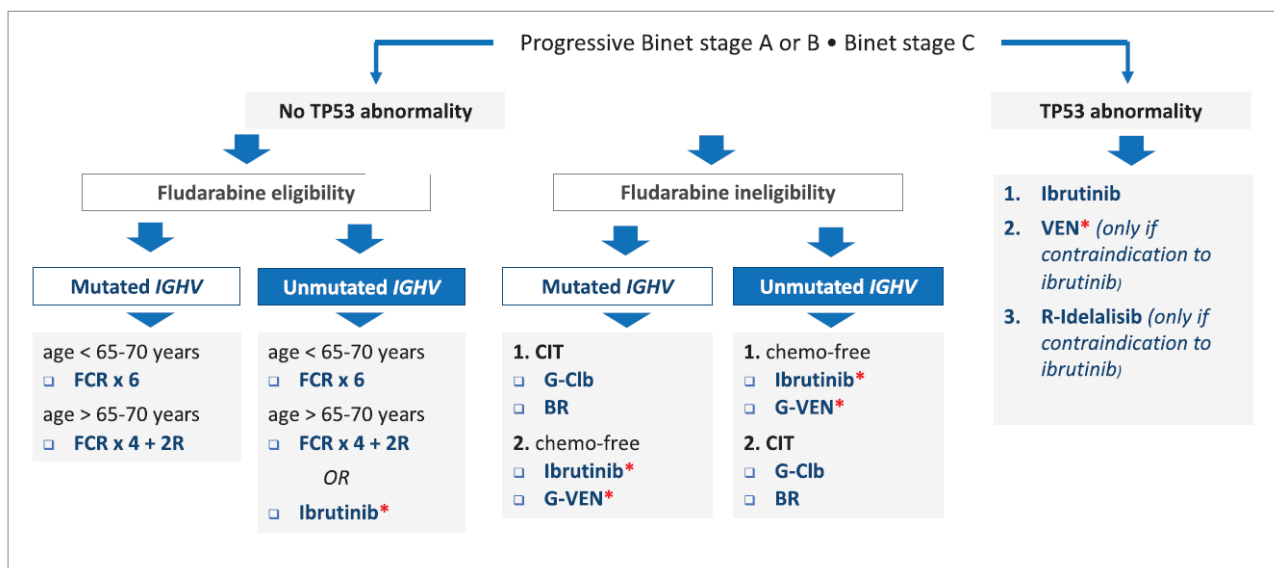 Progressive Binet stage A or B • Binet stage C
No TP53 abnormality
TP53 abnormality
Fludarabine eligibility
Fludarabine ineligibility
Mutated IGHV
Unmutated IGHV
Mutated IGHV
Unmutated IGHV
age < 65-70 years
❑ FCR x 6
age > 65-70 years
❑ FCR x 4 + 2R
age < 65-70 years
❑ FCR x 6
age > 65-70 years
❑ FCR x 4 + 2R
OR
❑ Ibrutinib*
1. CIT
❑ G-Clb
❑ BR
2. chemo-free
❑ Ibrutinib*
❑ G-VEN*
1. chemo-free
❑ Ibrutinib*
❑ G-VEN*
2. CIT
❑ G-Clb
❑ BR
1. Ibrutinib
2. VEN* (only if
contraindication to
ibrutinib)
3. R-Idelalisib (only if
contraindication to
ibrutinib)